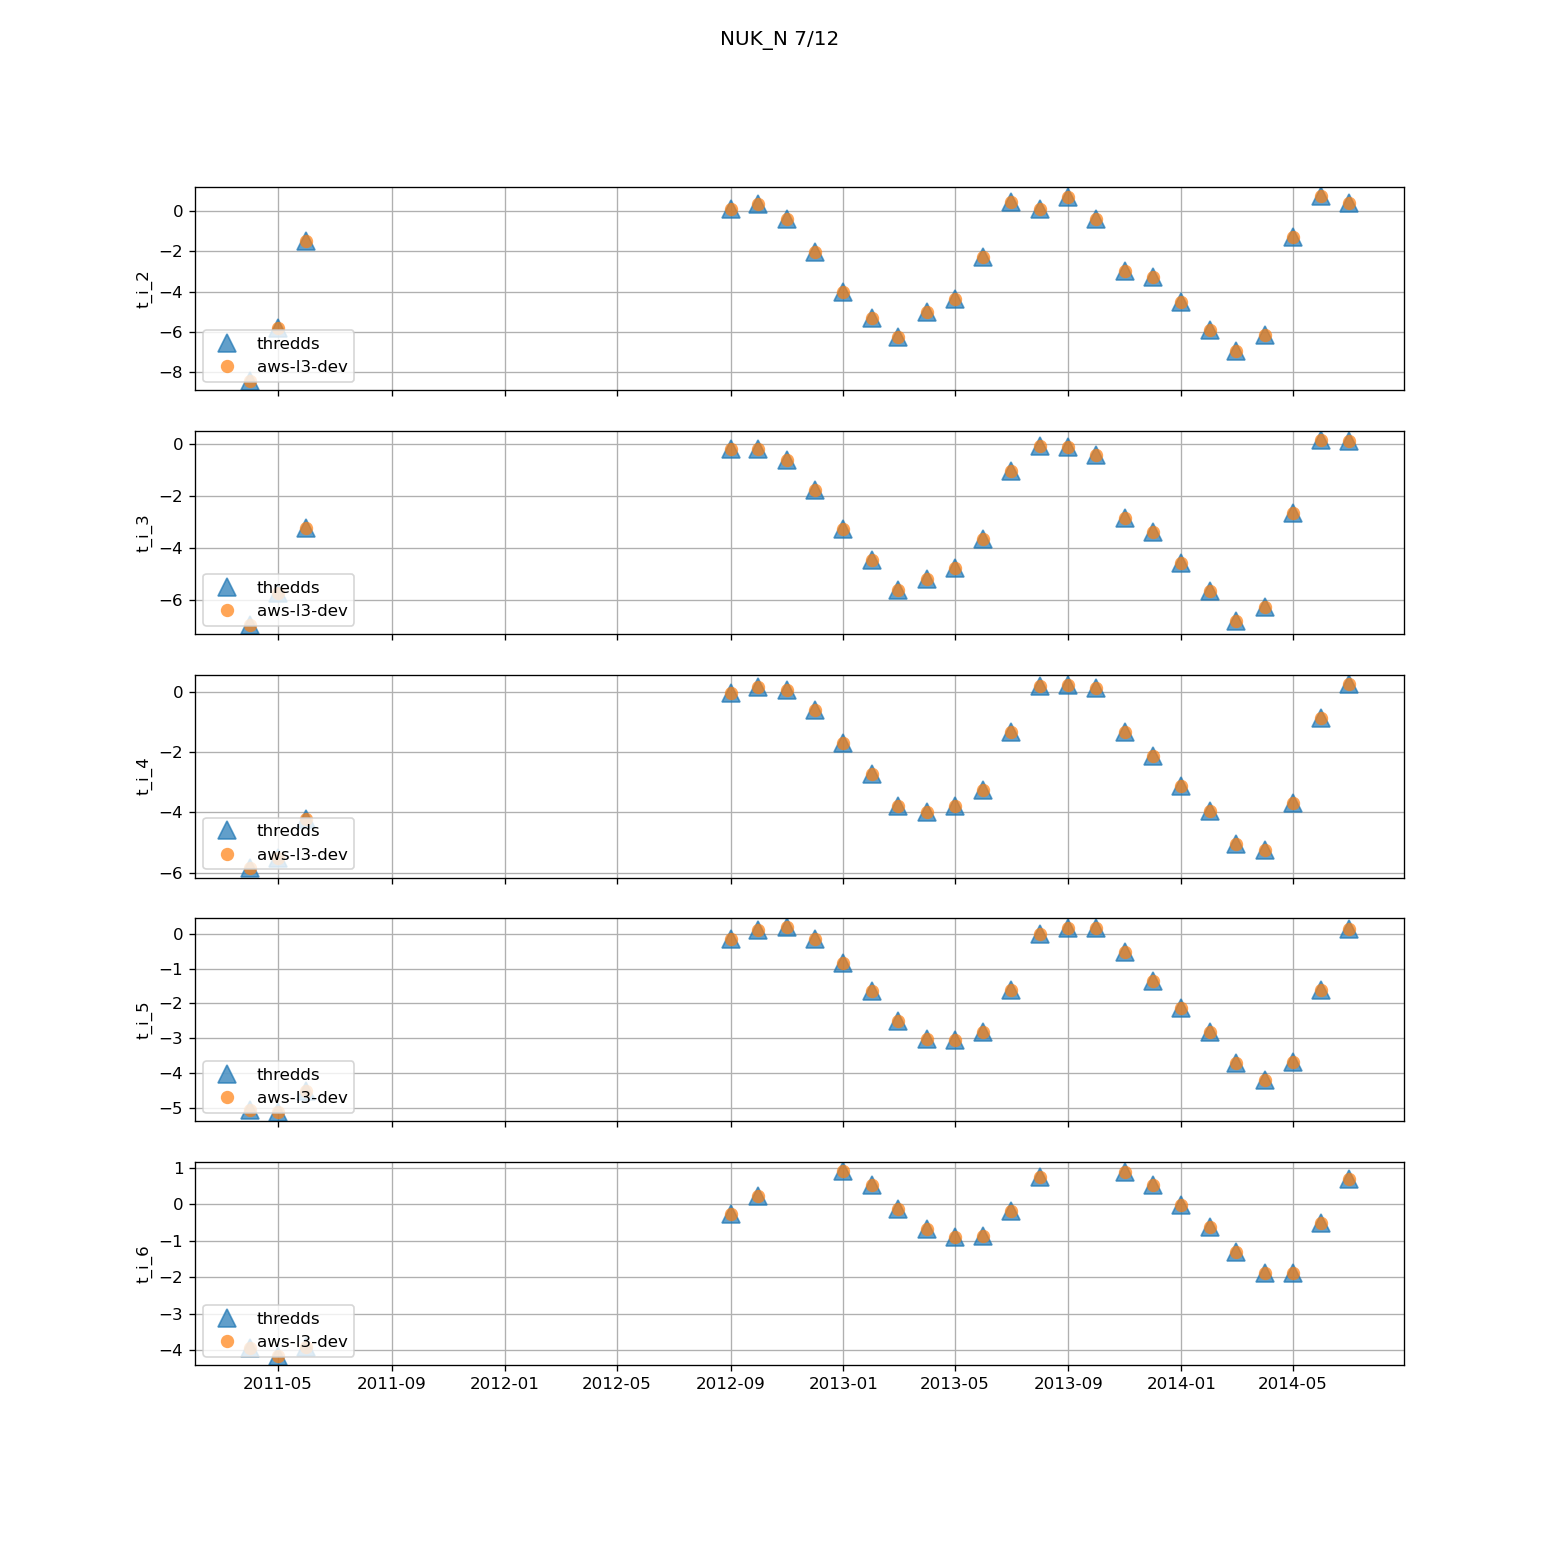 NUK_N 7/12
0
−2
−4
−6
−8
t_i_2
thredds
aws-l3-dev
0
−2
−4
−6
t_i_3
thredds
aws-l3-dev
0
−2
−4
−6
t_i_4
thredds
aws-l3-dev
0
−1
−2
−3
−4
−5
t_i_5
thredds
aws-l3-dev
1
0
−1
−2
−3
−4
t_i_6
thredds
aws-l3-dev
2011-05 2011-09 2012-01 2012-05 2012-09 2013-01 2013-05 2013-09 2014-01 2014-05